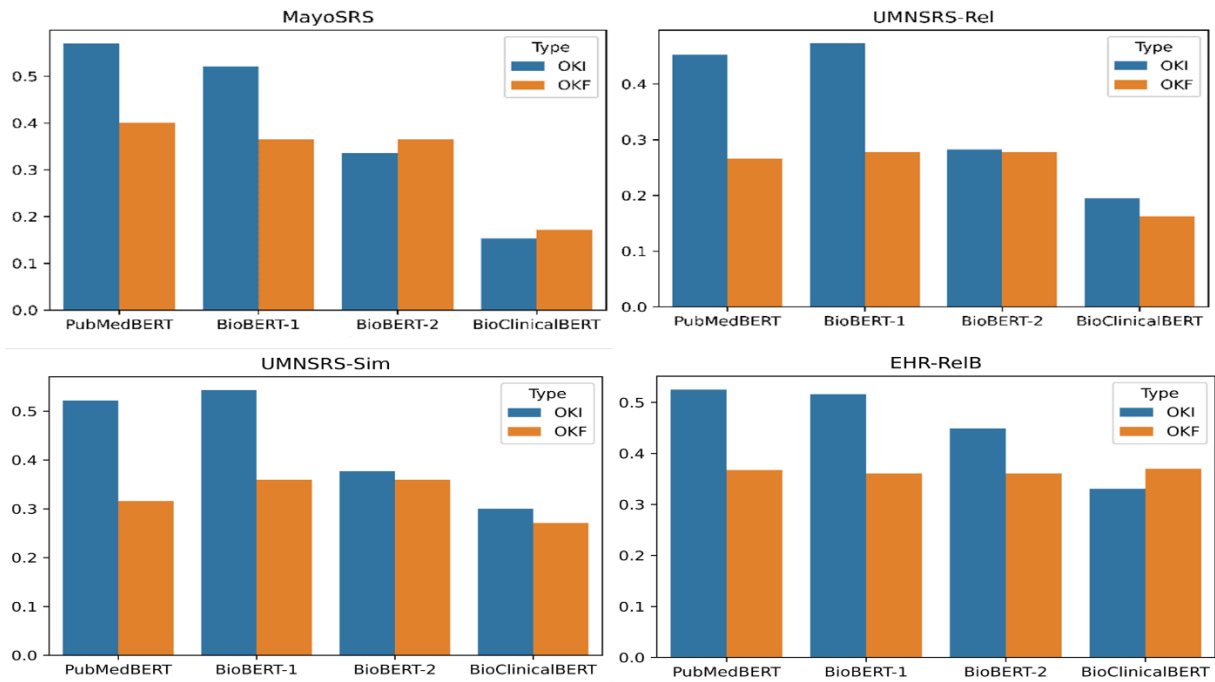 MayoSRS
Type
OKI
OKF
0.5
0.4
0.3
0.2
0.1
0.0
PubMedBERT BioBERT-1 BioBERT-2 BioClinicalBERT
UMNSRS-Rel
Type
OKI
OKF
0.4
0.3
0.2
0.1
0.0
PubMedBERT BioBERT-1 BioBERT-2 BioClinicalBERT
UMNSRS-Sim
Type
OKI
OKF
0.5
0.4
0.3
0.2
0.1
0.0
PubMedBERT BioBERT-1 BioBERT-2 BioClinicalBERT
EHR-RelB
Type
OKI
OKF
0.5
0.4
0.3
0.2
0.1
0.0
PubMedBERT BioBERT-1 BioBERT-2 BioClinicalBERT